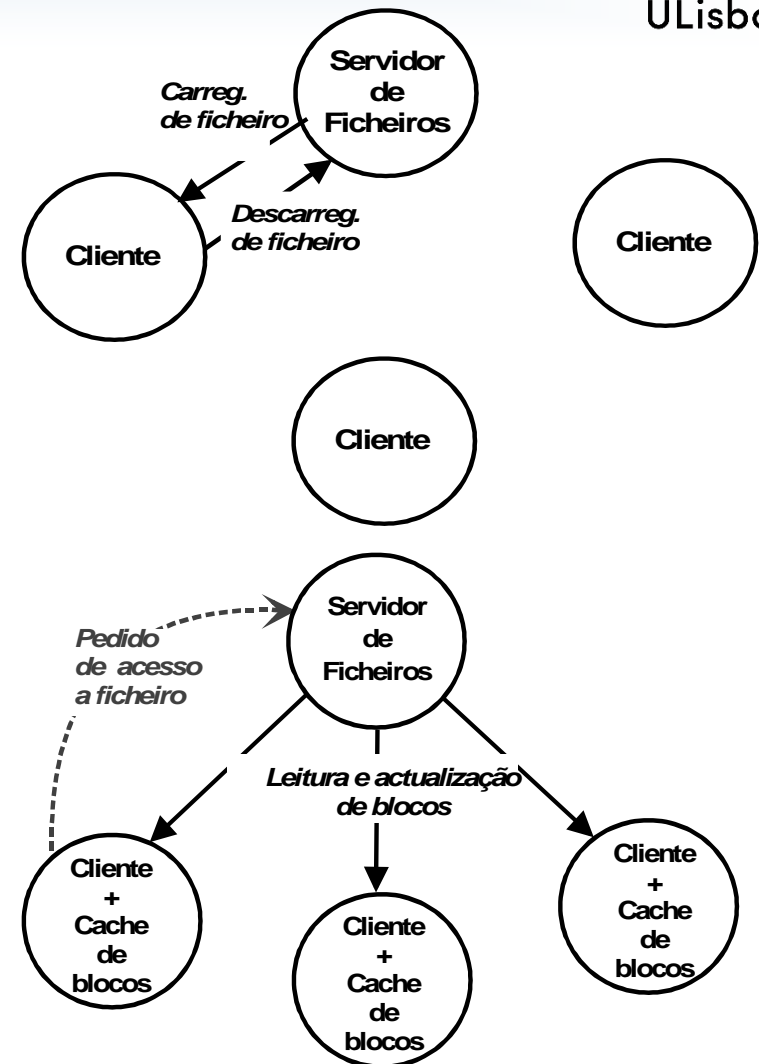 ULisbo
Servidor
de
Ficheiros
Carreg.
de ficheiro
Descarreg.
de ficheiro
Cliente
Cliente
Cliente
Servidor
de
Ficheiros
Pedido
de acesso
a ficheiro
Leitura e actualização
de blocos
Cliente
+
Cache
de
blocos
Cliente
+
Cache
de
blocos
Cliente
+
Cache
de
blocos